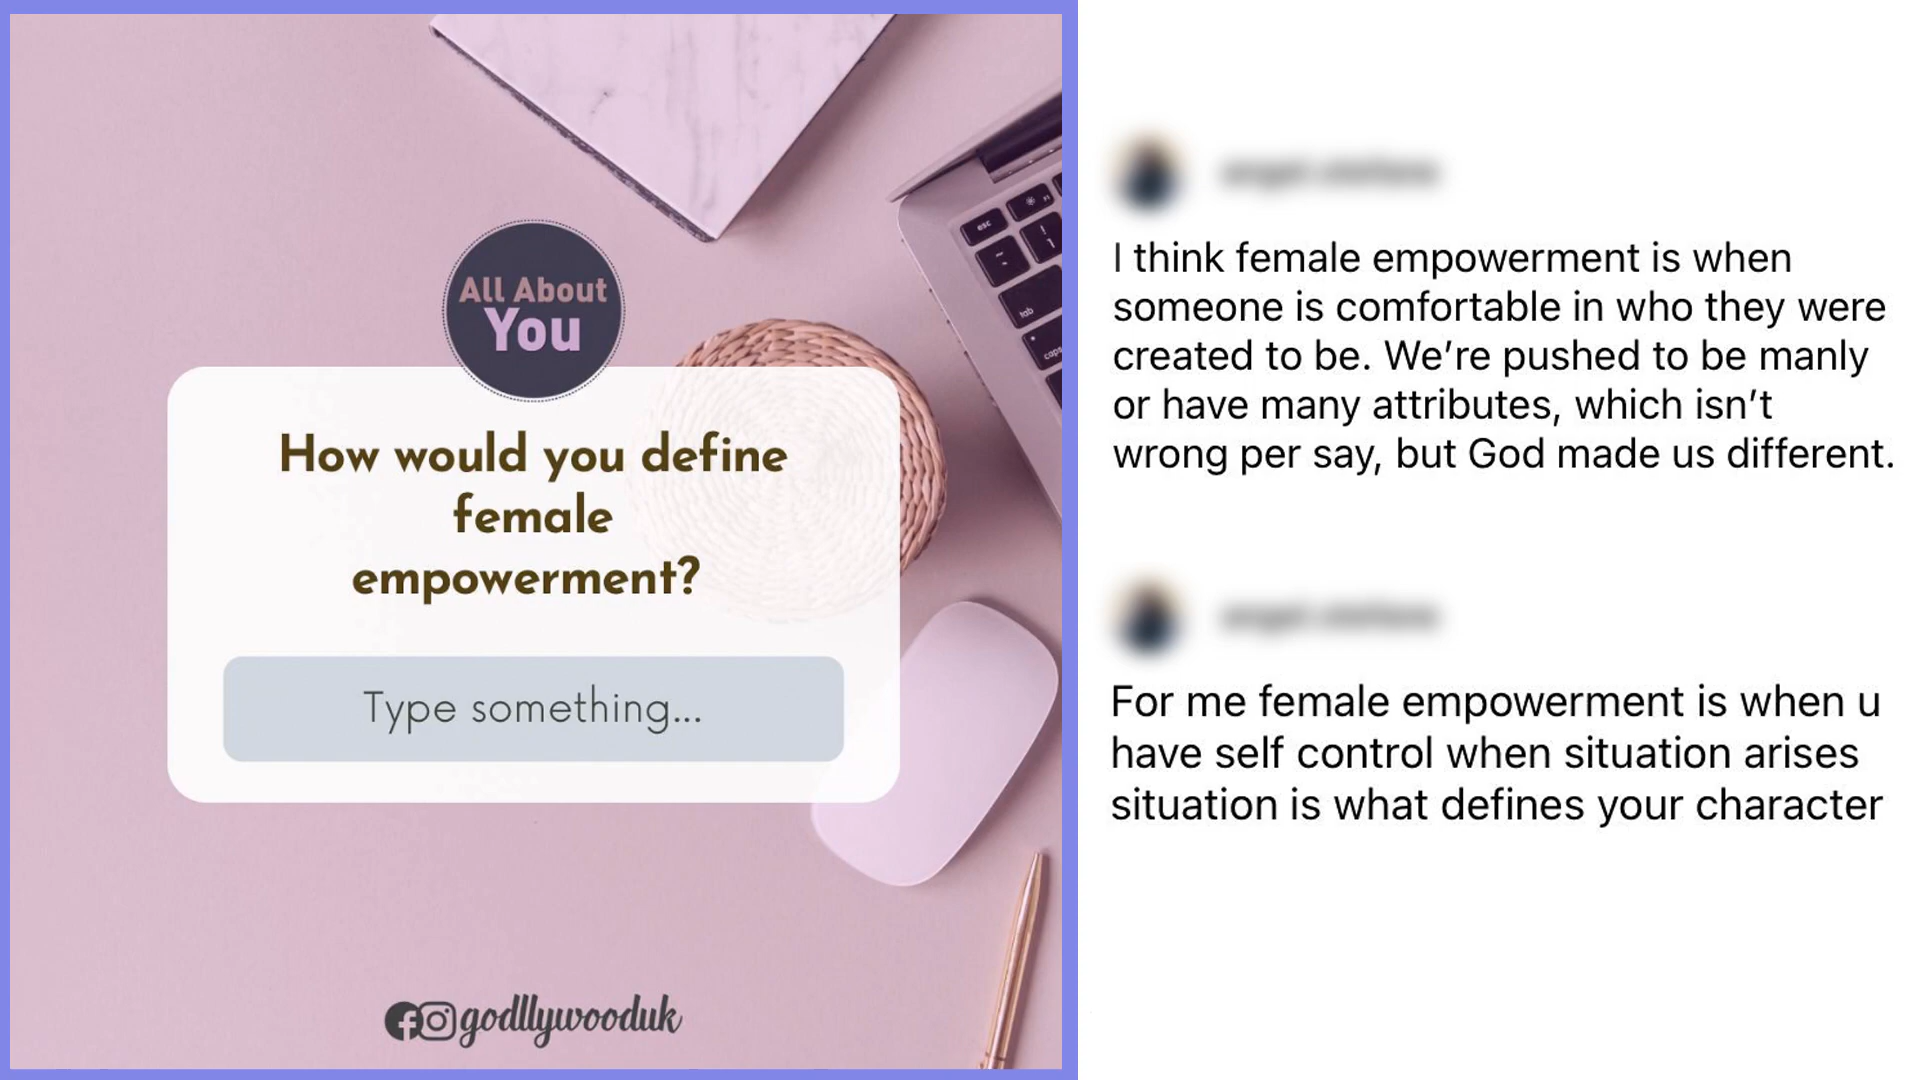 All About
You
How would you define
female
empowerment?
Type something...
godllywooduk
esc
tab
caps
I think female empowerment is when
someone is comfortable in who they were
created to be. We’re pushed to be manly
or have many attributes, which isn’t
wrong per say, but God made us different.
For me female empowerment is when u
have self control when situation arises
situation is what defines your character